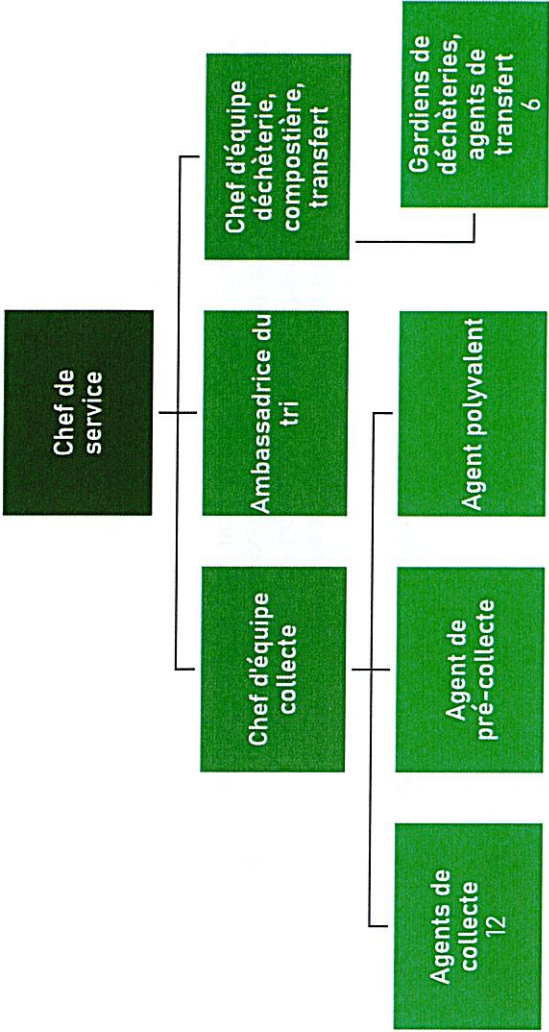 Chef de
service
Chef d'équipe
collecte
Ambassadrice du
tri
Chef d'équipe
déchèterie,
compostière,
transfert
Agents de
collecte
12
Agent de
pré-collecte
Agent polyvalent
Gardiens de
déchèteries,
agents de
transfert
6